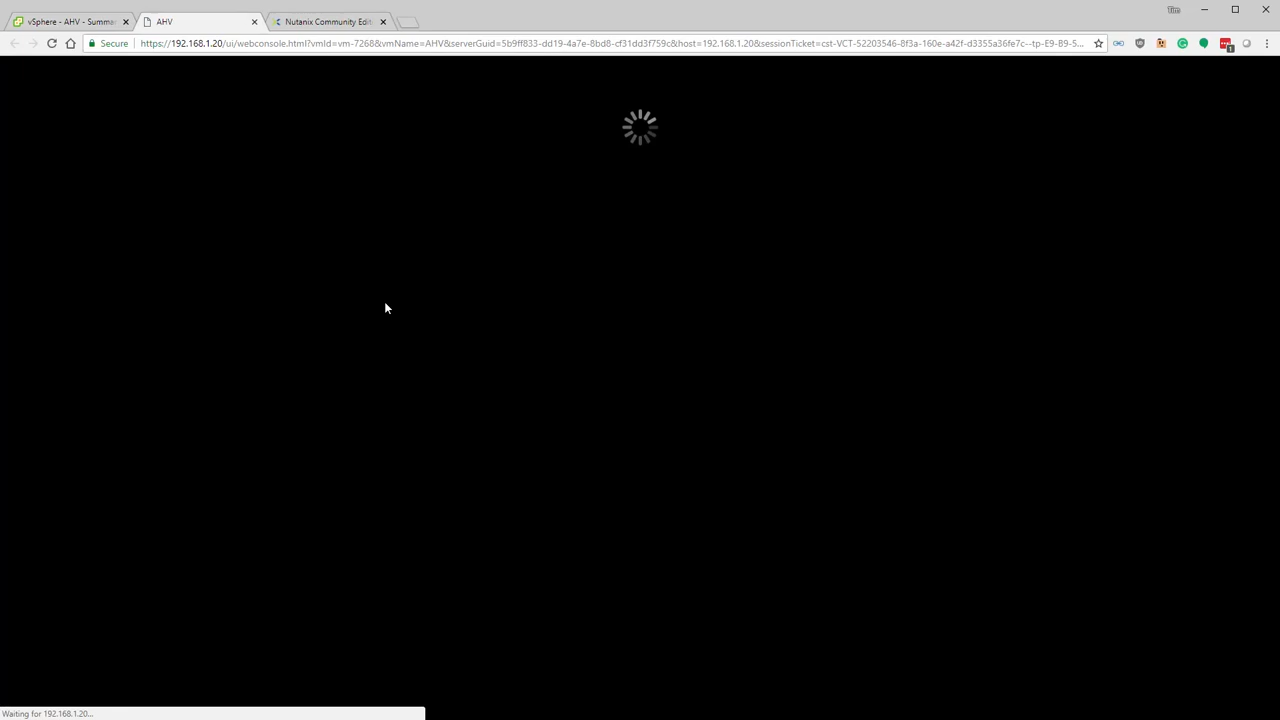 vSphere - AHV - Summa
AHV
Nutanix Community Edit
Secure
https://192.168.1.20/ui/webconsole.html?vmId=vm-7268&vmName=AHV&serverGuid=5b9ff833-dd19-4a7e-8bd8-cf31dd3f759c&host=192.168.1.20&sessionTicket=cst-VCT-52203546-8f3a-160e-a42f-d3355a36fe7c--tp-E9-B9-5...
1
Waiting for 192.168.1.20...